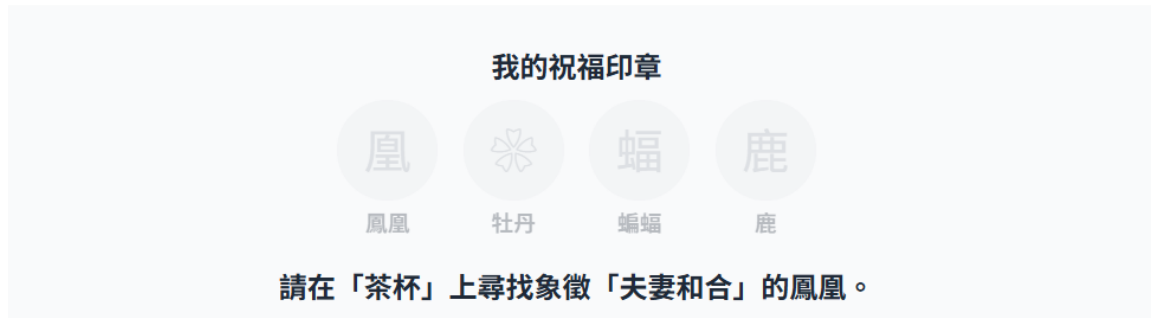 我的祝福印章
凰 蝠 鹿
鳳凰 牡丹 蝙蝠 鹿
請在「茶杯」上尋找象徵「夫妻和合」的鳳凰。